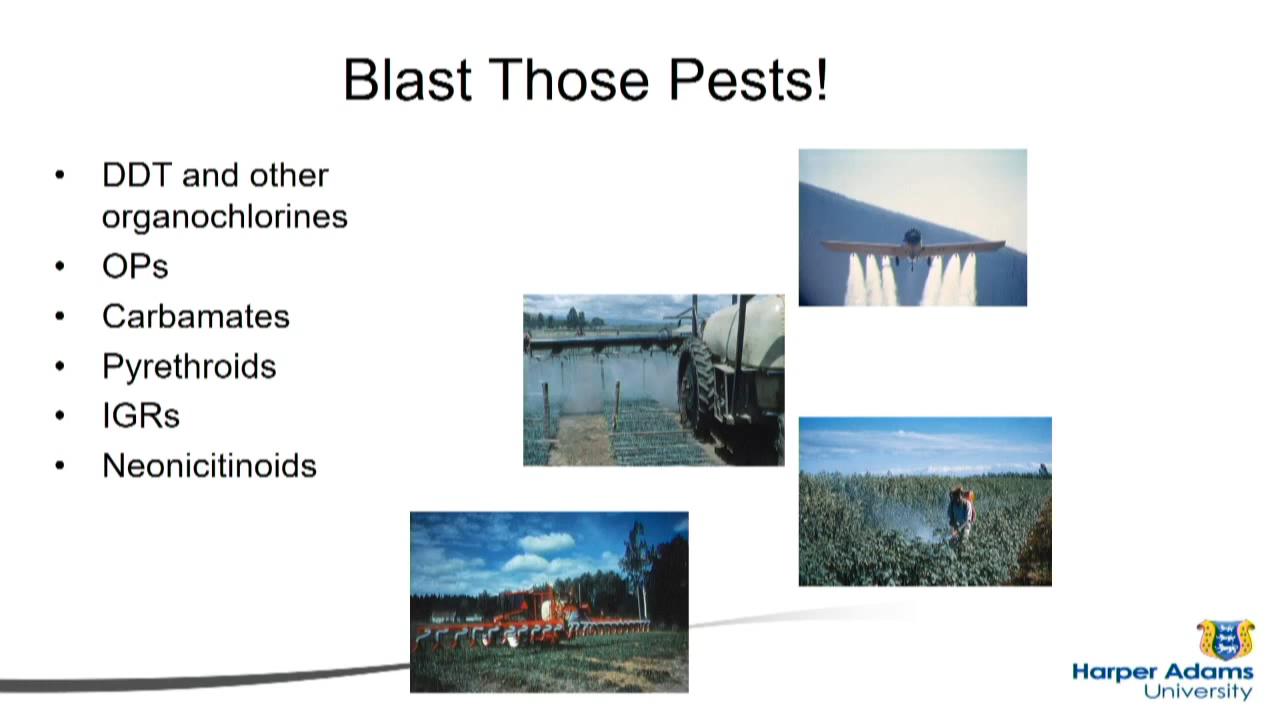 Blast Those Pests!
• DDT and other
organochlorines
• OPs
• Carbamates
• Pyrethroids
• IGRs
• Neonicitinoids
Harper Adams
University